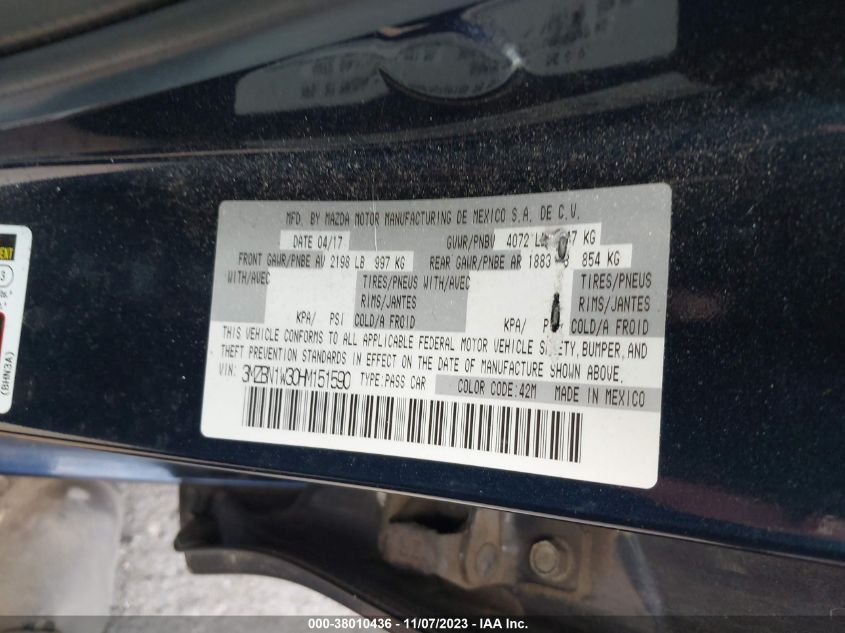 MFD. BY MAZDA MOTOR MANUFACTURING DE MEXICO S.A. DE C.V.
DATE 04/17 GVWR/PNBV 4072 KG
FRONT GAWR/PNBE AV 2198 LB 997 KG REAR GAWR/PNBE AR 1883 854 KG
WITH/AVEC TIRES/PNEUS WITH/AVEC TIRES/PNEUS
RIMS/JANTES RIMS/JANTES
KPA/ PSI COLD/A FROID KPA/ COLD/A FROID
THIS VEHICLE CONFORMS TO ALL APPLICABLE FEDERAL MOTOR VEHICLE SAFETY, BUMPER, AND
THEFT PREVENTION STANDARDS IN EFFECT ON THE DATE OF MANUFACTURE SHOWN ABOVE.
VIN: 3MZBN1W30HM151590 TYPE: PASS CAR COLOR CODE: 42M MADE IN MEXICO
(BHN3A)
000-38010436 - 11/07/2023 - IAA Inc.